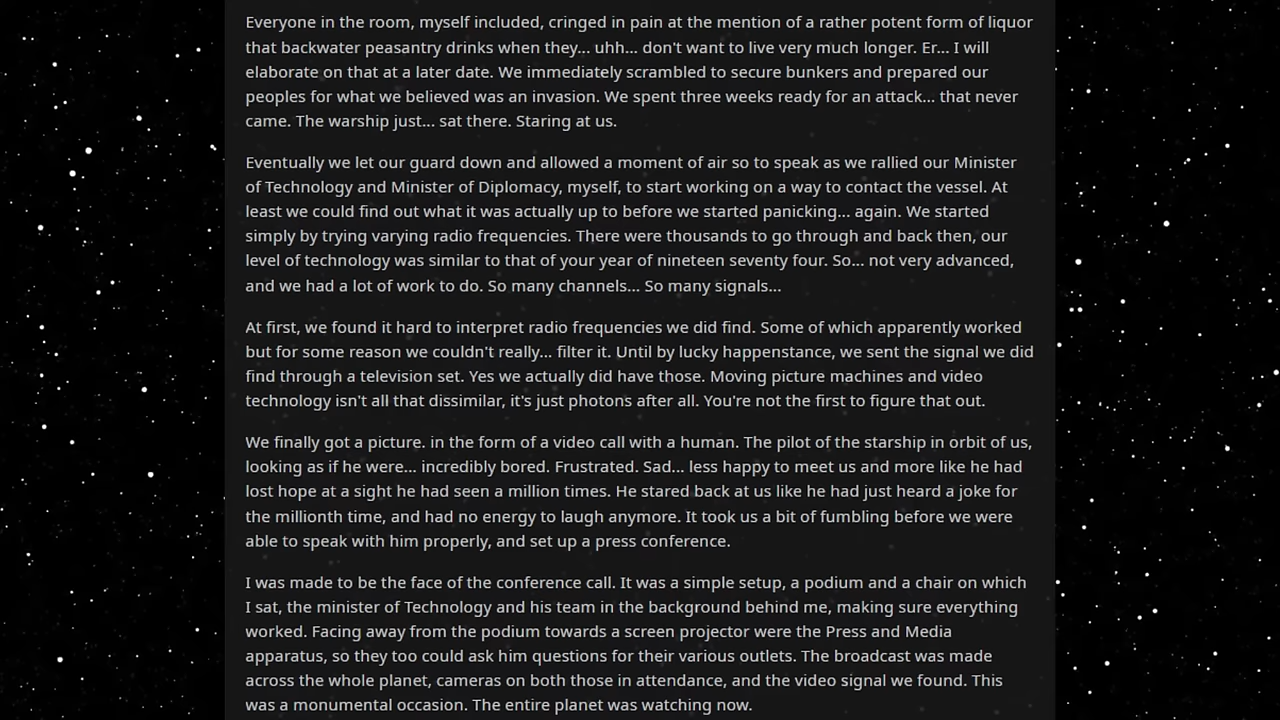 Everyone in the room, myself included, cringed in pain at the mention of a rather potent form of liquor
that backwater peasantry drinks when they... uhh... don't want to live very much longer. Er... I will
elaborate on that at a later date. We immediately scrambled to secure bunkers and prepared our
peoples for what we believed was an invasion. We spent three weeks ready for an attack... that never
came. The warship just... sat there. Staring at us.
Eventually we let our guard down and allowed a moment of air so to speak as we rallied our Minister
of Technology and Minister of Diplomacy, myself, to start working on a way to contact the vessel. At
least we could find out what it was actually up to before we started panicking... again. We started
simply by trying varying radio frequencies. There were thousands to go through and back then, our
level of technology was similar to that of your year of nineteen seventy four. So... not very advanced,
and we had a lot of work to do. So many channels... So many signals...
At first, we found it hard to interpret radio frequencies we did find. Some of which apparently worked
but for some reason we couldn't really... filter it. Until by lucky happenstance, we sent the signal we did
find through a television set. Yes we actually did have those. Moving picture machines and video
technology isn't all that dissimilar, it's just photons after all. You're not the first to figure that out.
We finally got a picture. in the form of a video call with a human. The pilot of the starship in orbit of us,
looking as if he were... incredibly bored. Frustrated. Sad... less happy to meet us and more like he had
lost hope at a sight he had seen a million times. He stared back at us like he had just heard a joke for
the millionth time, and had no energy to laugh anymore. It took us a bit of fumbling before we were
able to speak with him properly, and set up a press conference.
I was made to be the face of the conference call. It was a simple setup, a podium and a chair on which
I sat, the minister of Technology and his team in the background behind me, making sure everything
worked. Facing away from the podium towards a screen projector were the Press and Media
apparatus, so they too could ask him questions for their various outlets. The broadcast was made
across the whole planet, cameras on both those in attendance, and the video signal we found. This
was a monumental occasion. The entire planet was watching now.